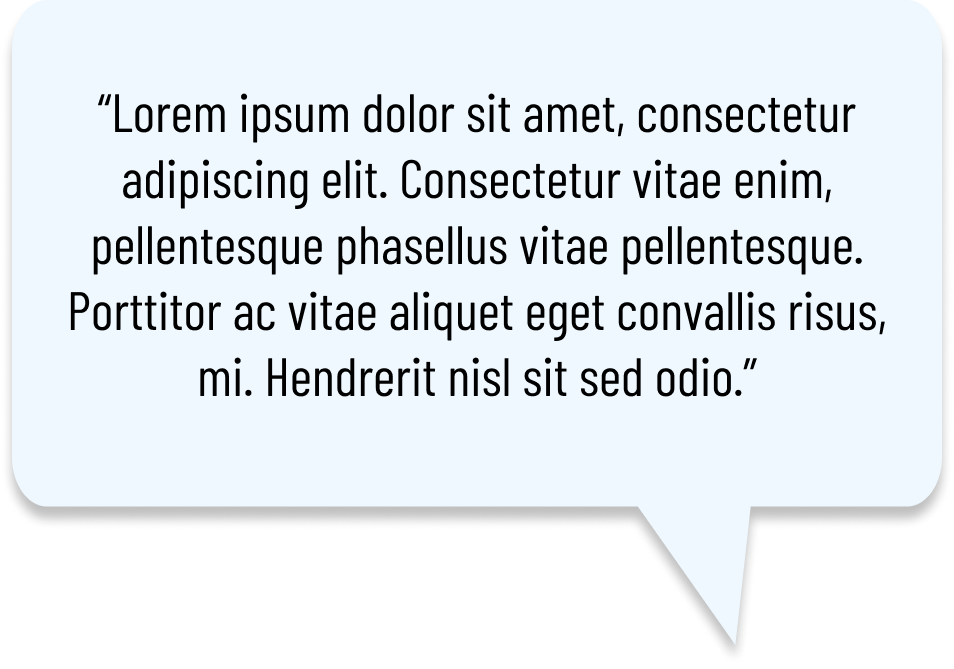 “Lorem ipsum dolor sit amet, consectetur
adipiscing elit. Consectetur vitae enim,
pellentesque phasellus vitae pellentesque.
Porttitor ac vitae aliquet eget convallis risus,
mi. Hendrerit nisl sit sed odio.”